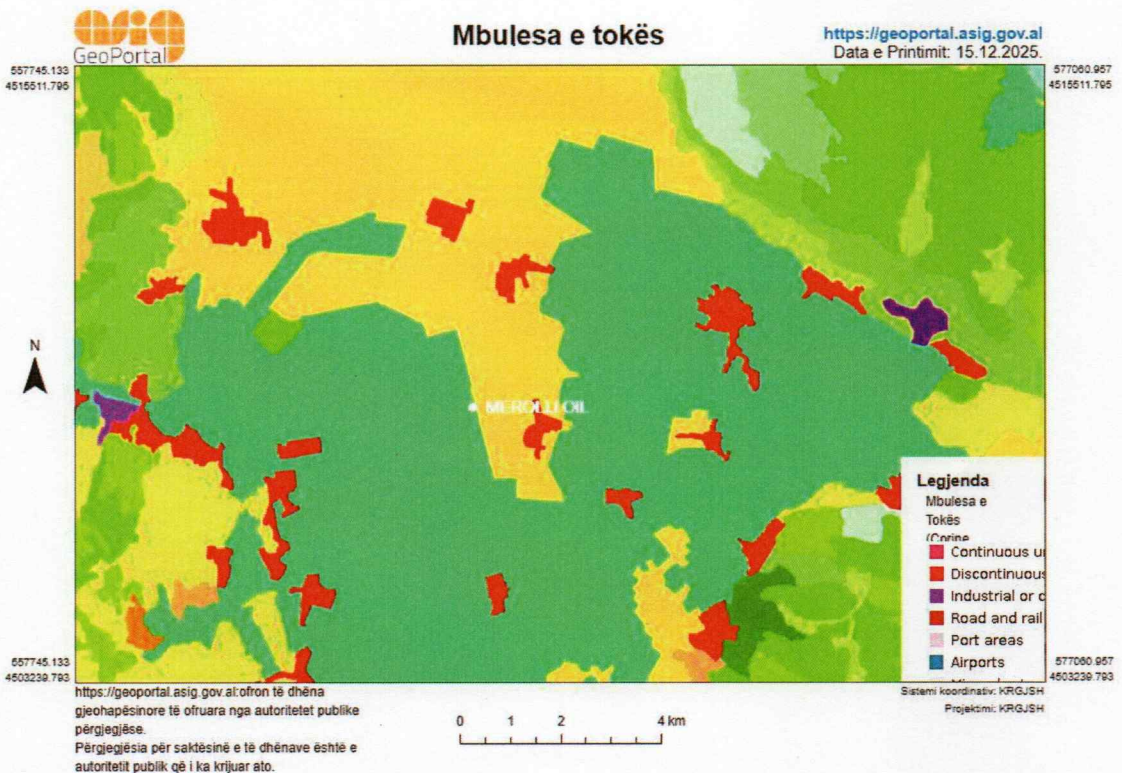 asig
GeoPortal
Mbulesa e tokës
https://geoportal.asig.gov.al
Data e Printimit: 15.12.2025.
557745.133
4515511.795
577060.957
4515511.795
N
MEROLLI OIL
Legjenda
Mbulesa e
Tokës
(Corine
Continuous u
Discontinuous
Industrial or c
Road and rail
Port areas
Airports
557745.133
4503239.793
577060.957
4503239.793
https://geoportal.asig.gov.al:ofron të dhëna
gjeohapësinore të ofruara nga autoritetet publike
përgjegjëse.
Përgjegjësia për saktësinë e të dhënave është e
autoritetit publik që i ka krijuar ato.
0 1 2 4 km
Sistemi koordinativ: KRGJSH
Projektimi: KRGJSH